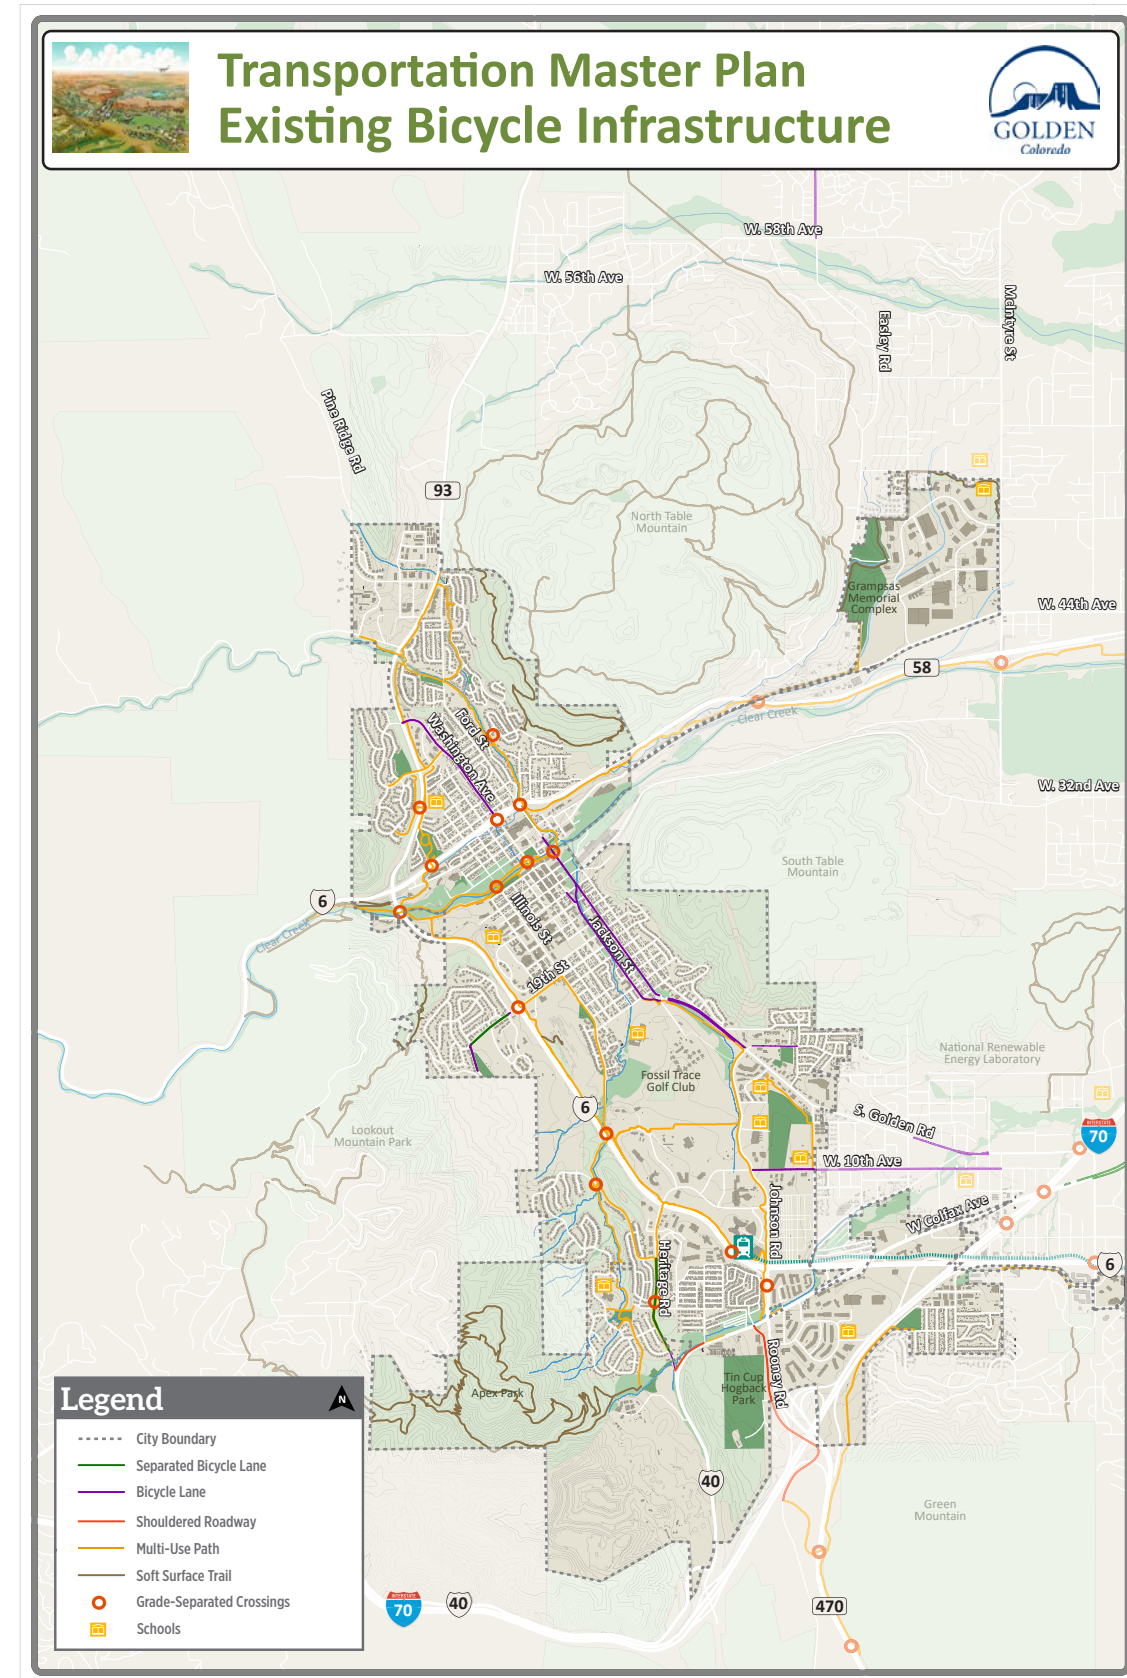 Transportation Master Plan
Existing Bicycle Infrastructure
GOLDEN
Colorado
W. 58th Ave
W. 56th Ave
McIntyre St
Easley Rd
Pine Ridge Rd
93
North Table
Mountain
Grampsas
Memorial
Complex
W. 44th Ave
58
Clear Creek
Ford St
Washington Ave
W. 32nd Ave
South Table
Mountain
6
Clear Creek
Illinois St
Jackson St
19th St
National Renewable
Energy Laboratory
Fossil Trace
Golf Club
6
S. Golden Rd
INTERSTATE
70
Lookout
Mountain Park
W. 10th Ave
Johnson Rd
W Colfax Ave
Heritage Rd
6
Rooney Rd
Tin Cup
Hogback
Park
Apex Park
40
Green
Mountain
470
INTERSTATE
70
40
Legend
N
City Boundary
Separated Bicycle Lane
Bicycle Lane
Shouldered Roadway
Multi-Use Path
Soft Surface Trail
Grade-Separated Crossings
Schools